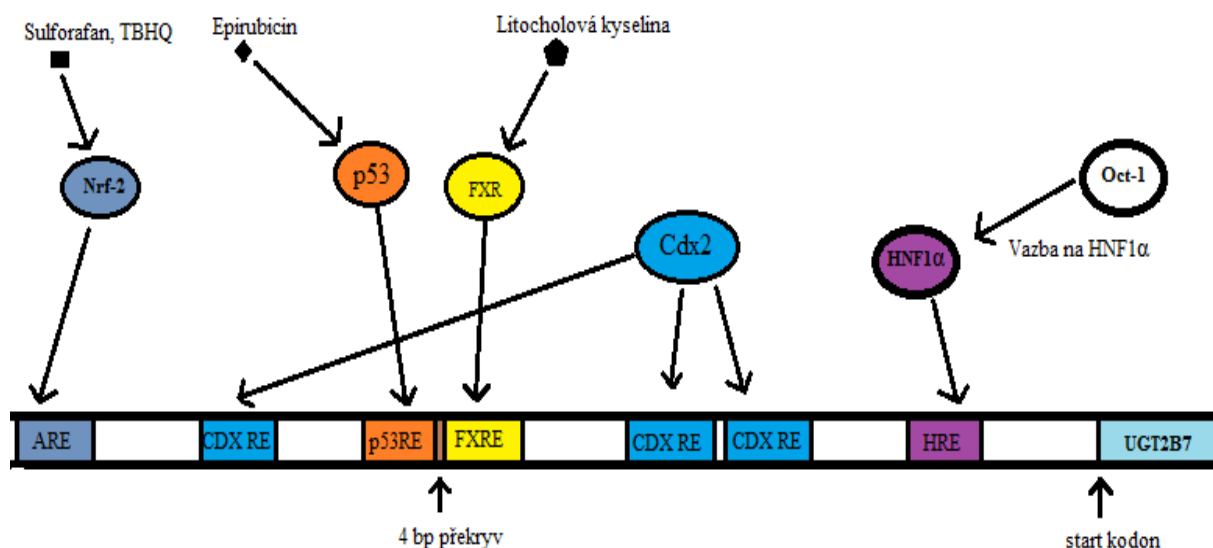 Sulforafan, TBHQ
Epirubicin
Litocholová kyselina
Nrf-2
p53
FXR
Oct-1
Cdx2
HNF1α
Vazba na HNF1α
ARE
CDX RE
p53RE
FXRE
CDX RE
CDX RE
HRE
UGT2B7
4 bp překryv
start kodon